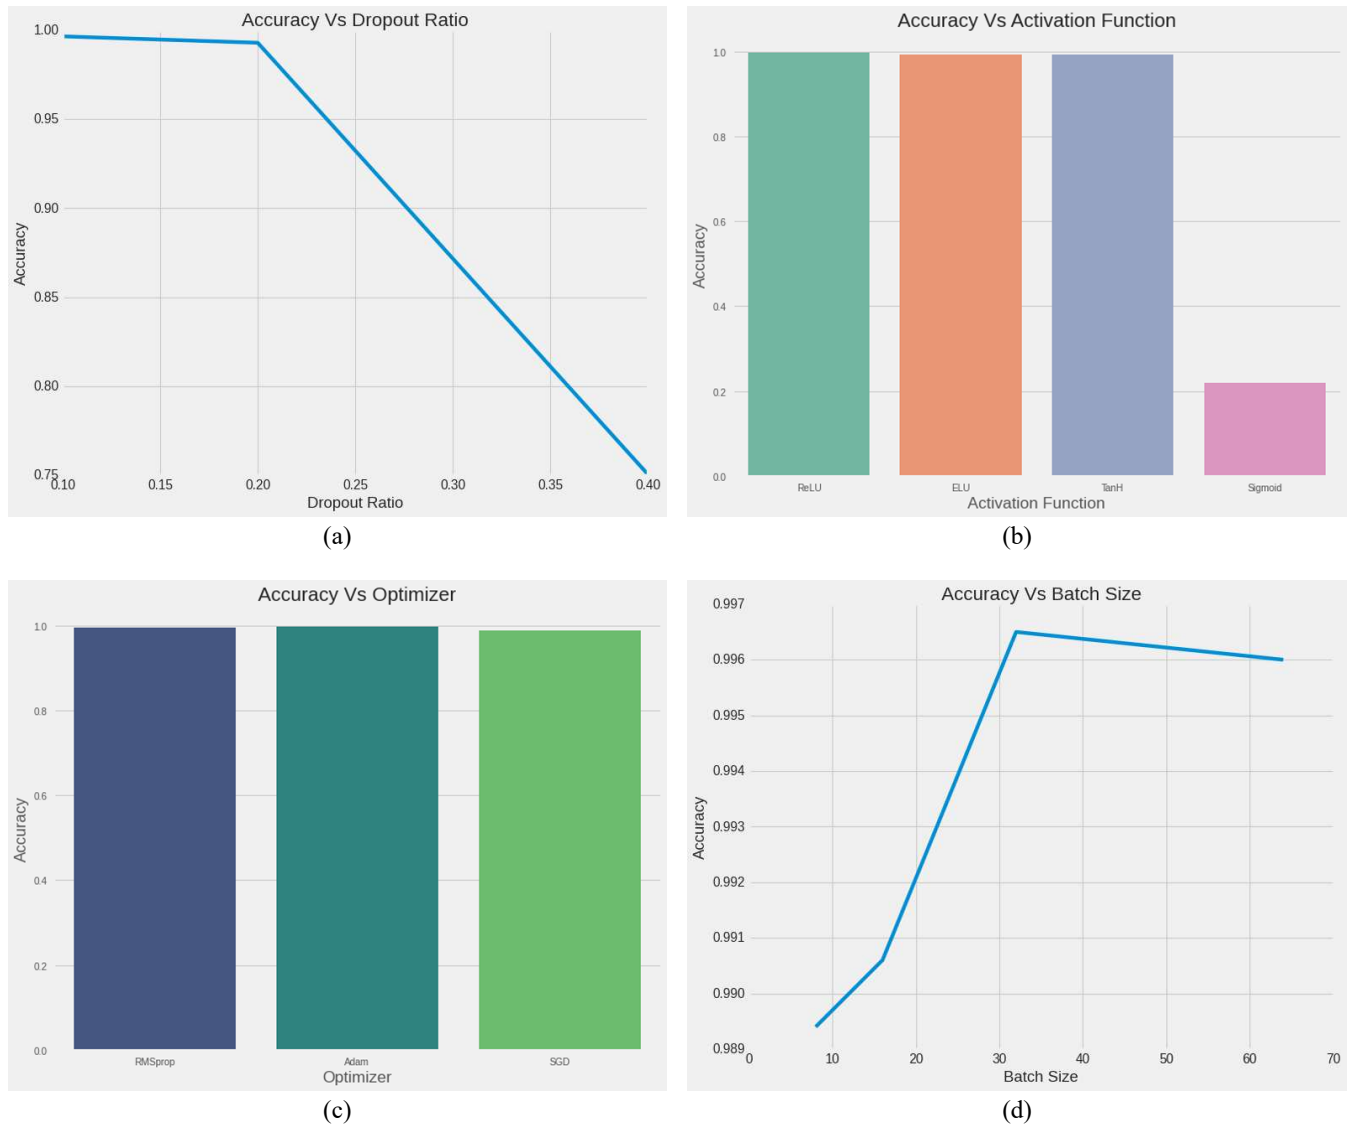 Accuracy Vs Dropout Ratio
1.00
0.95
0.90
0.85
0.80
0.75
Accuracy
0.10 0.15 0.20 0.25 0.30 0.35 0.40
Dropout Ratio
(a)
Accuracy Vs Activation Function
1.0
0.8
0.6
0.4
0.2
0.0
Accuracy
ReLU ELU TanH Sigmoid
Activation Function
(b)
Accuracy Vs Optimizer
1.0
0.8
0.6
0.4
0.2
0.0
Accuracy
RMSprop Adam SGD
Optimizer
(c)
Accuracy Vs Batch Size
0.997
0.996
0.995
0.994
0.993
0.992
0.991
0.990
0.989
Accuracy
0 10 20 30 40 50 60 70
Batch Size
(d)